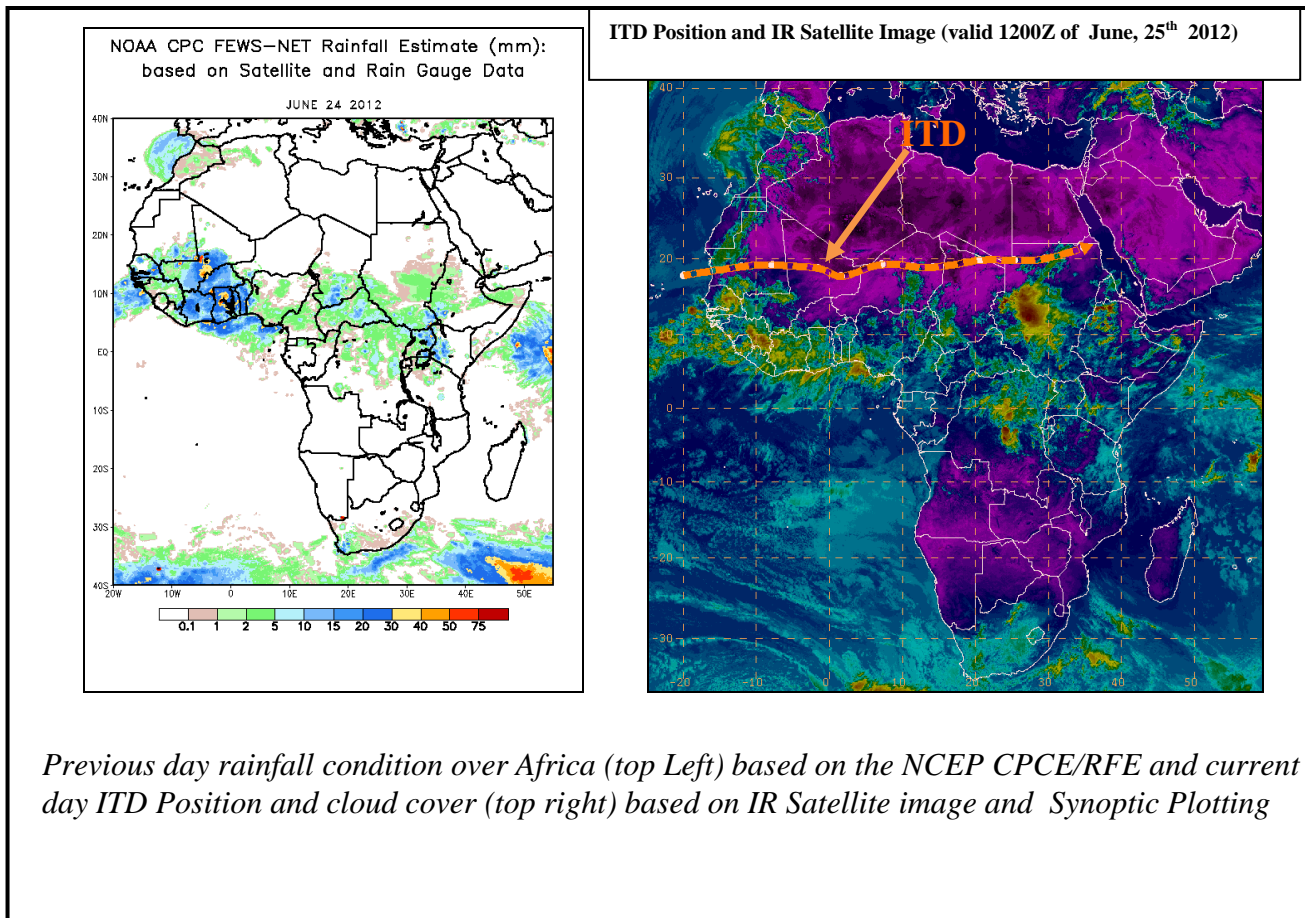 NOAA CPC FEWS-NET Rainfall Estimate (mm):
based on Satellite and Rain Gauge Data
JUNE 24 2012
40N
30N
20N
10N
EQ
10S
20S
30S
40S
20W 10W 0 10E 20E 30E 40E 50E
0.1 1 2 5 10 15 20 30 40 50 75
ITD Position and IR Satellite Image (valid 1200Z of June, 25th 2012)
ITD
40
30
20
10
0
-10
-20
-30
-20 -10 0 10 20 30 40 50
Previous day rainfall condition over Africa (top Left) based on the NCEP CPCE/RFE and current
day ITD Position and cloud cover (top right) based on IR Satellite image and Synoptic Plotting